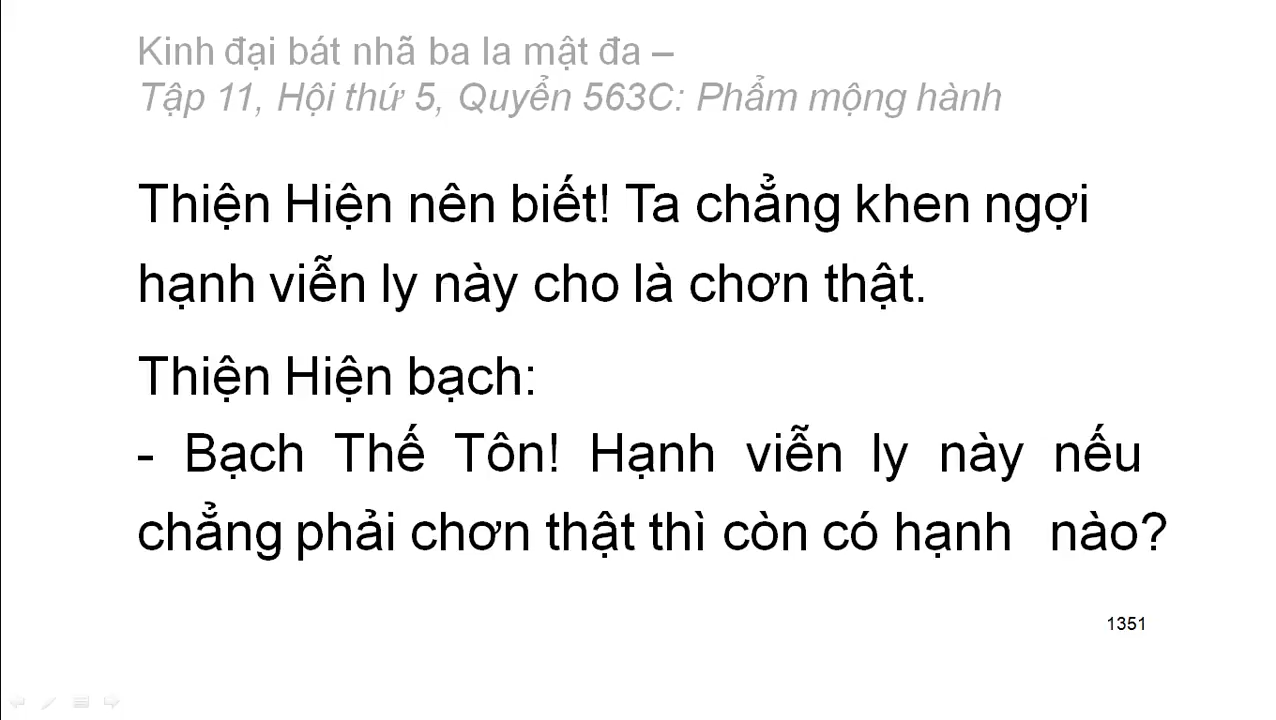 Kinh đại bát nhã ba la mật đa –
Tập 11, Hội thứ 5, Quyển 563C: Phẩm mộng hành
Thiện Hiện nên biết! Ta chẳng khen ngợi
hạnh viễn ly này cho là chơn thật.
Thiện Hiện bạch:
- Bạch Thế Tôn! Hạnh viễn ly này nếu
chẳng phải chơn thật thì còn có hạnh nào?
1351